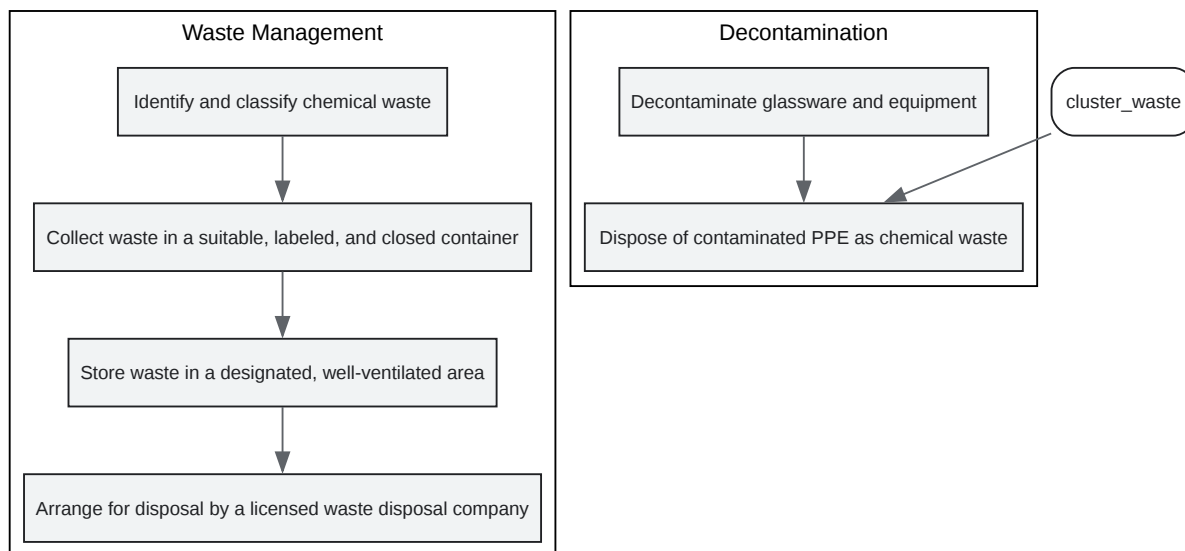 Waste Management
Identify and classify chemical waste
Collect waste in a suitable, labeled, and closed container
Store waste in a designated, well-ventilated area
Arrange for disposal by a licensed waste disposal company
Decontamination
Decontaminate glassware and equipment
Dispose of contaminated PPE as chemical waste
cluster_waste